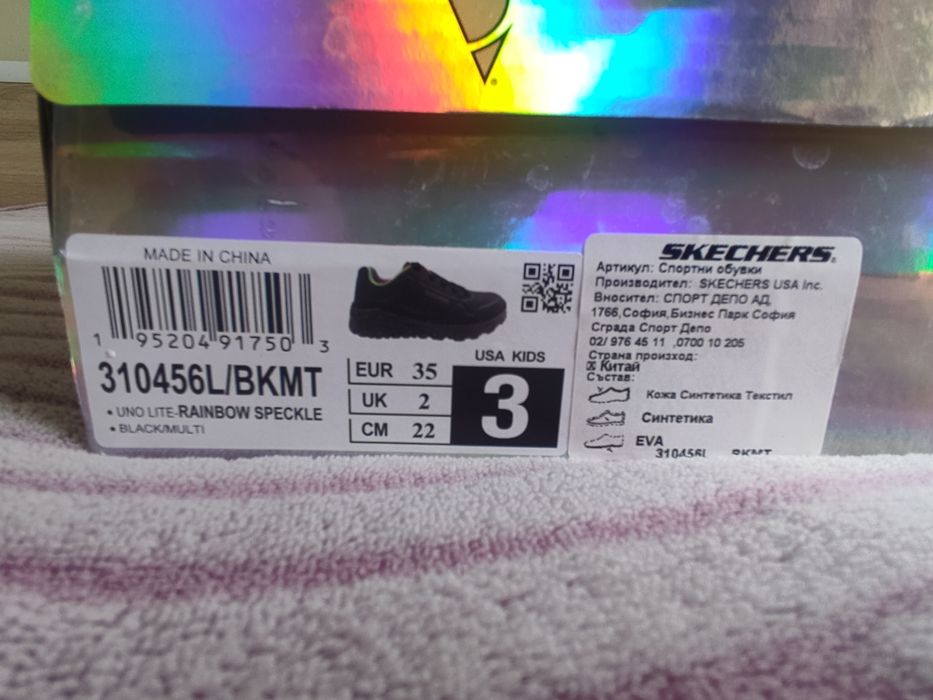 MADE IN CHINA
1 95204 91750 3
310456L/BKMT
• UNO LITE-RAINBOW SPECKLE
• BLACK/MULTI
USA KIDS
EUR 35
UK 2
CM 22
3
SKECHERS.
Артикул: Спортни обувки
Производител: SKECHERS USA Inc.
Вносител: СПОРТ ДЕПО АД,
1766,София,Бизнес Парк София
Сграда Спорт Депо
02/ 976 45 11 ,0700 10 205
Страна произход:
Китай
Състав:
Кожа Синтетика Текстил
Синтетика
EVA
310456L BKMT